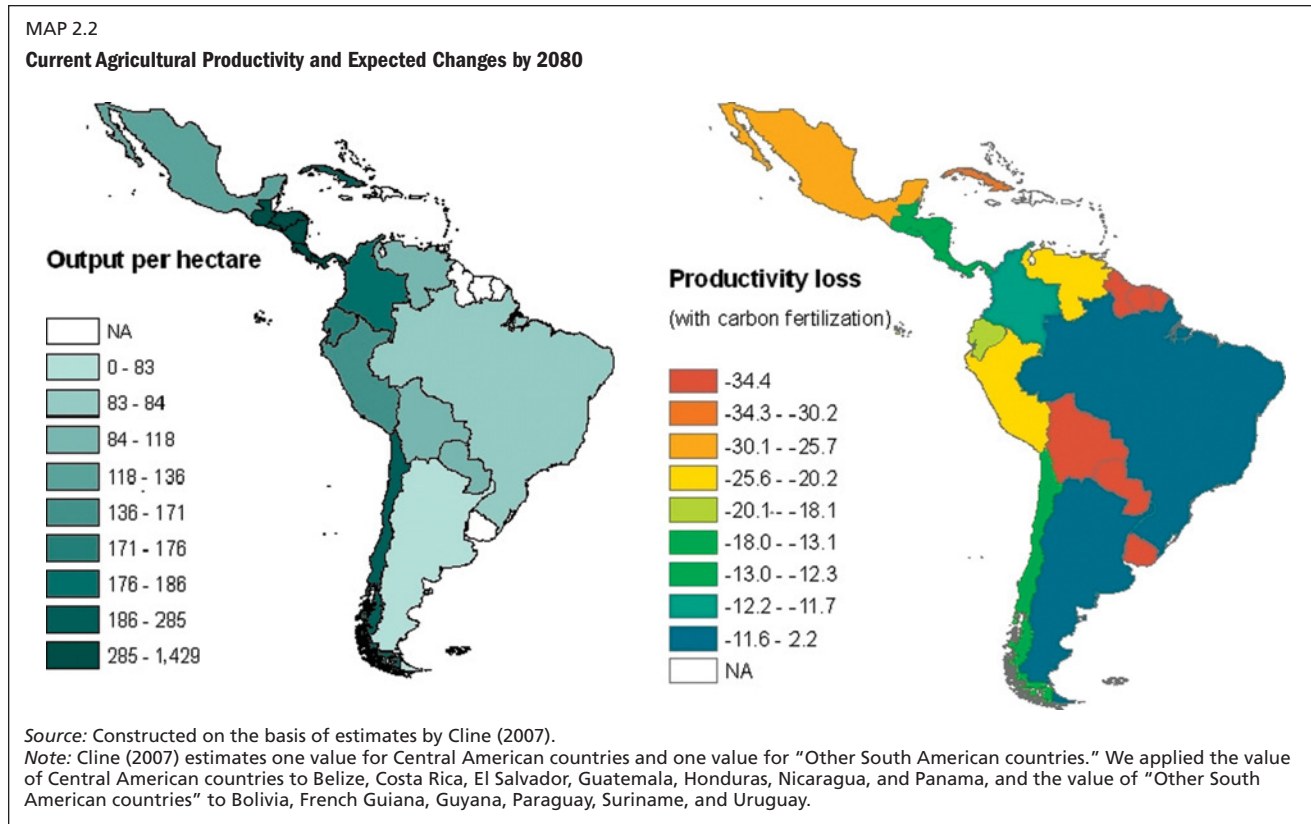 MAP 2.2
Current Agricultural Productivity and Expected Changes by 2080
Output per hectare
NA
0 - 83
83 - 84
84 - 118
118 - 136
136 - 171
171 - 176
176 - 186
186 - 285
285 - 1,429
Productivity loss
(with carbon fertilization)
-34.4
-34.3 - -30.2
-30.1 - -25.7
-25.6 - -20.2
-20.1 - -18.1
-18.0 - -13.1
-13.0 - -12.3
-12.2 - -11.7
-11.6 - 2.2
NA
Source: Constructed on the basis of estimates by Cline (2007).
Note: Cline (2007) estimates one value for Central American countries and one value for “Other South American countries.” We applied the value
of Central American countries to Belize, Costa Rica, El Salvador, Guatemala, Honduras, Nicaragua, and Panama, and the value of “Other South
American countries” to Bolivia, French Guiana, Guyana, Paraguay, Suriname, and Uruguay.